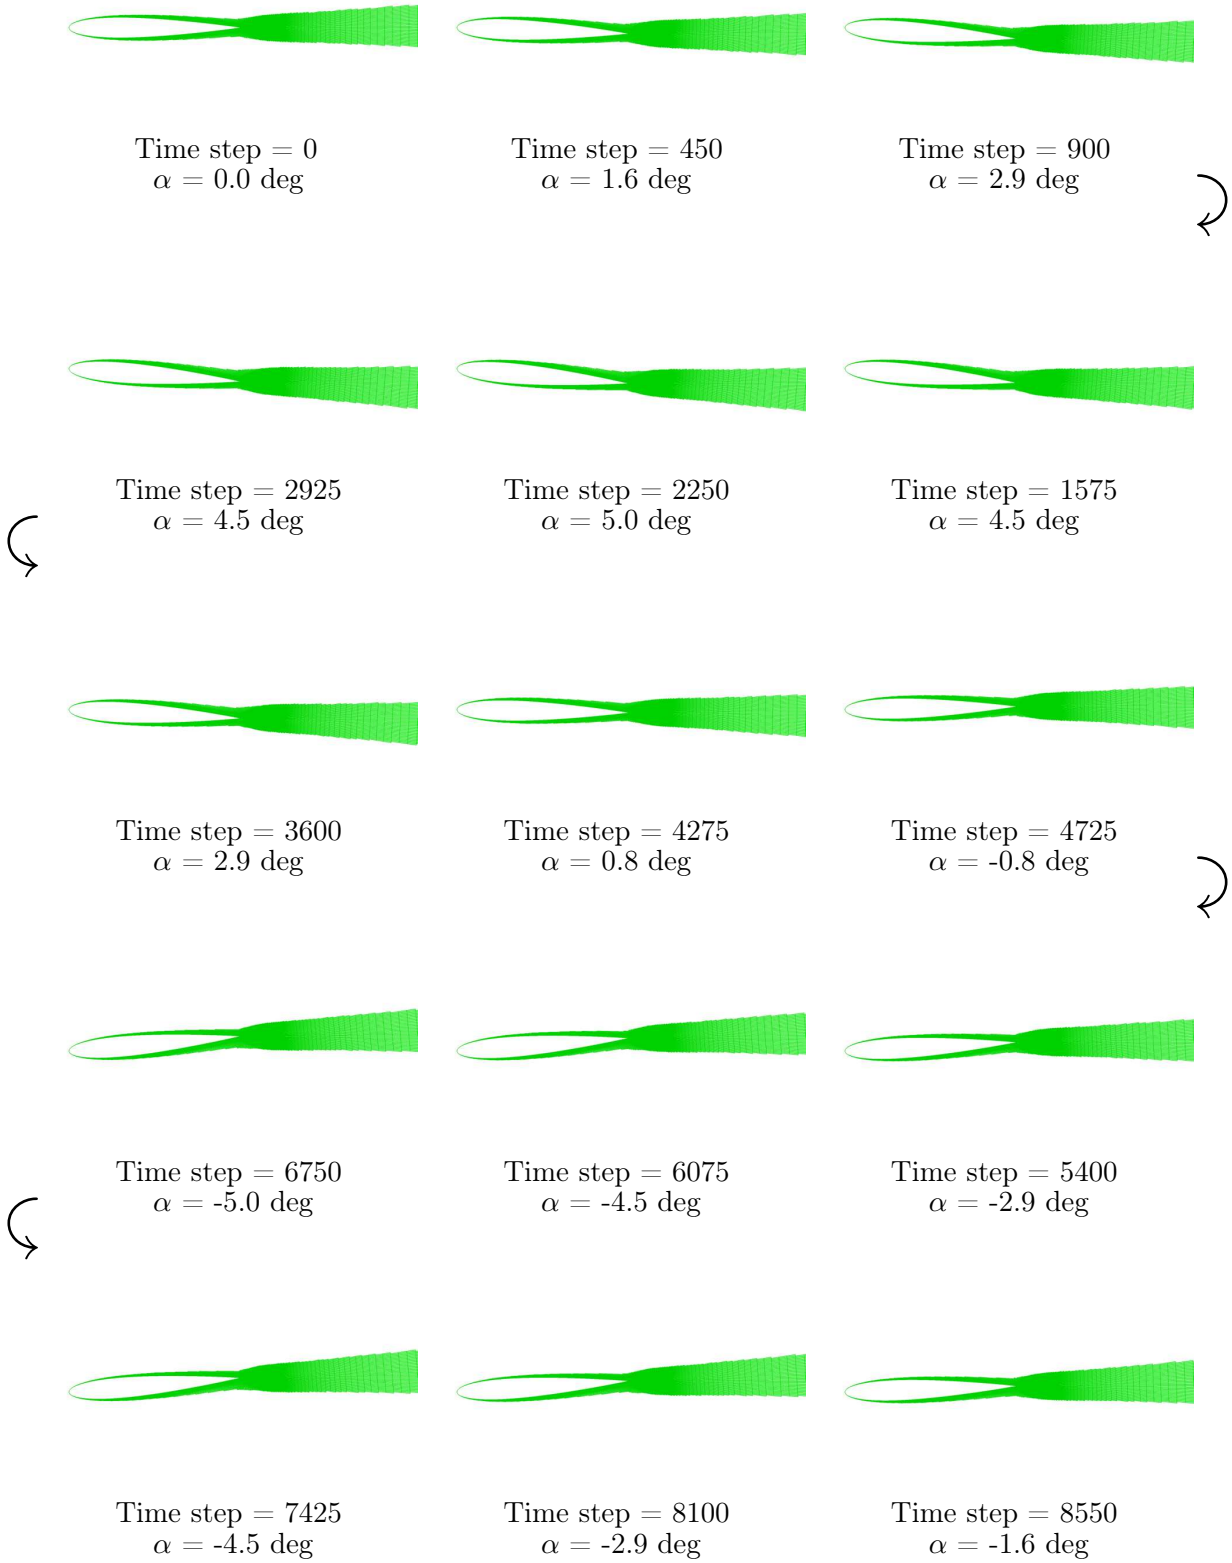 Time step = 0
α = 0.0 deg
Time step = 450
α = 1.6 deg
Time step = 900
α = 2.9 deg
Time step = 2925
α = 4.5 deg
Time step = 2250
α = 5.0 deg
Time step = 1575
α = 4.5 deg
Time step = 3600
α = 2.9 deg
Time step = 4275
α = 0.8 deg
Time step = 4725
α = -0.8 deg
Time step = 6750
α = -5.0 deg
Time step = 6075
α = -4.5 deg
Time step = 5400
α = -2.9 deg
Time step = 7425
α = -4.5 deg
Time step = 8100
α = -2.9 deg
Time step = 8550
α = -1.6 deg